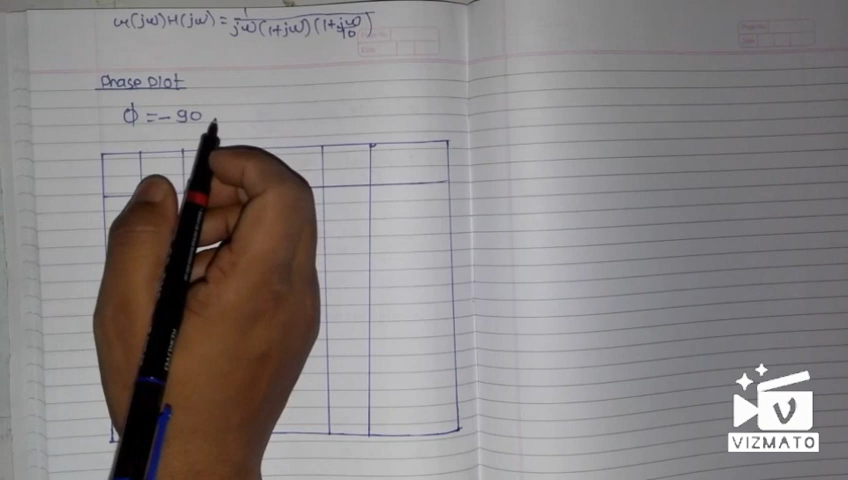 G(jω)H(jω) = 1 / jω(1+jω)(1+jω/10)
Phase Plot
ϕ = -90
VIZMATO